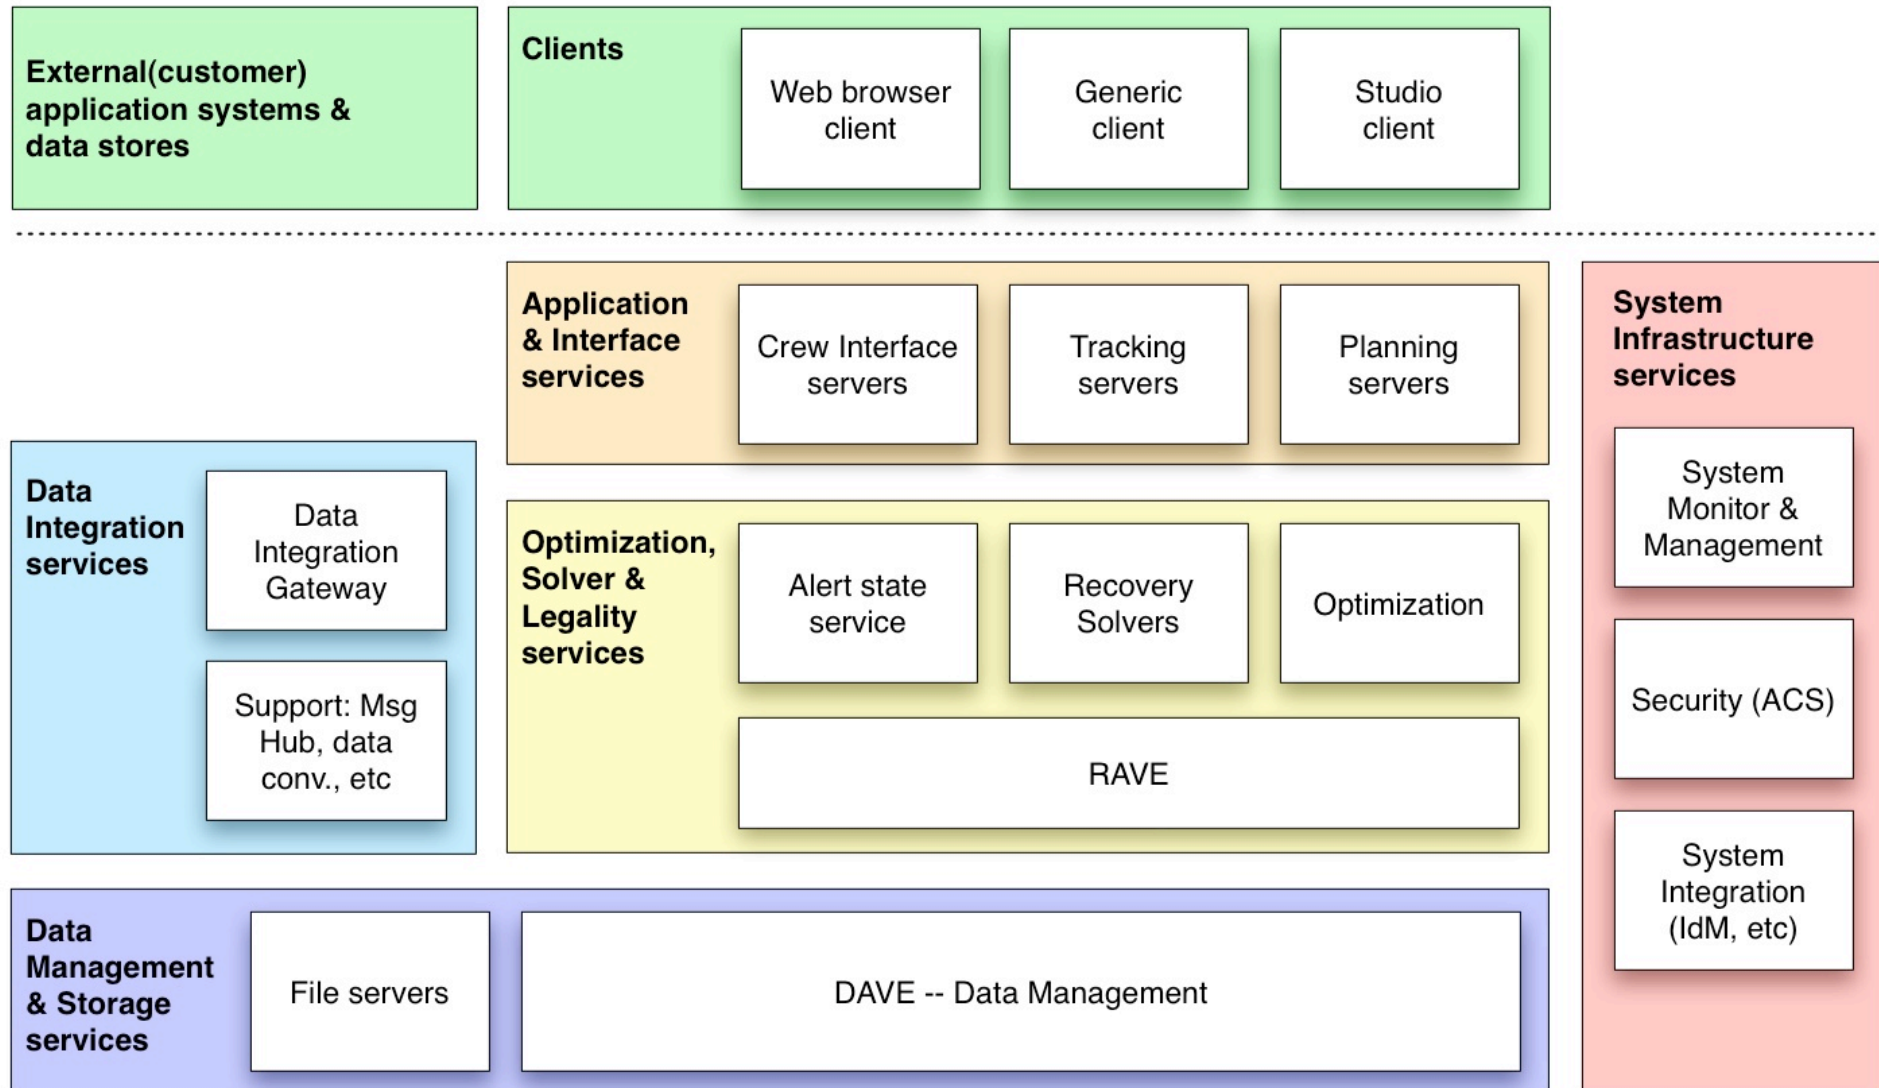 External(customer)
application systems &
data stores
Clients
Web browser
client
Generic
client
Studio
client
Application
& Interface
services
Crew Interface
servers
Tracking
servers
Planning
servers
System
Infrastructure
services
System
Monitor &
Management
Security (ACS)
System
Integration
(IdM, etc)
Data
Integration
services
Data
Integration
Gateway
Support: Msg
Hub, data
conv., etc
Optimization,
Solver &
Legality
services
Alert state
service
Recovery
Solvers
Optimization
RAVE
Data
Management
& Storage
services
File servers
DAVE -- Data Management